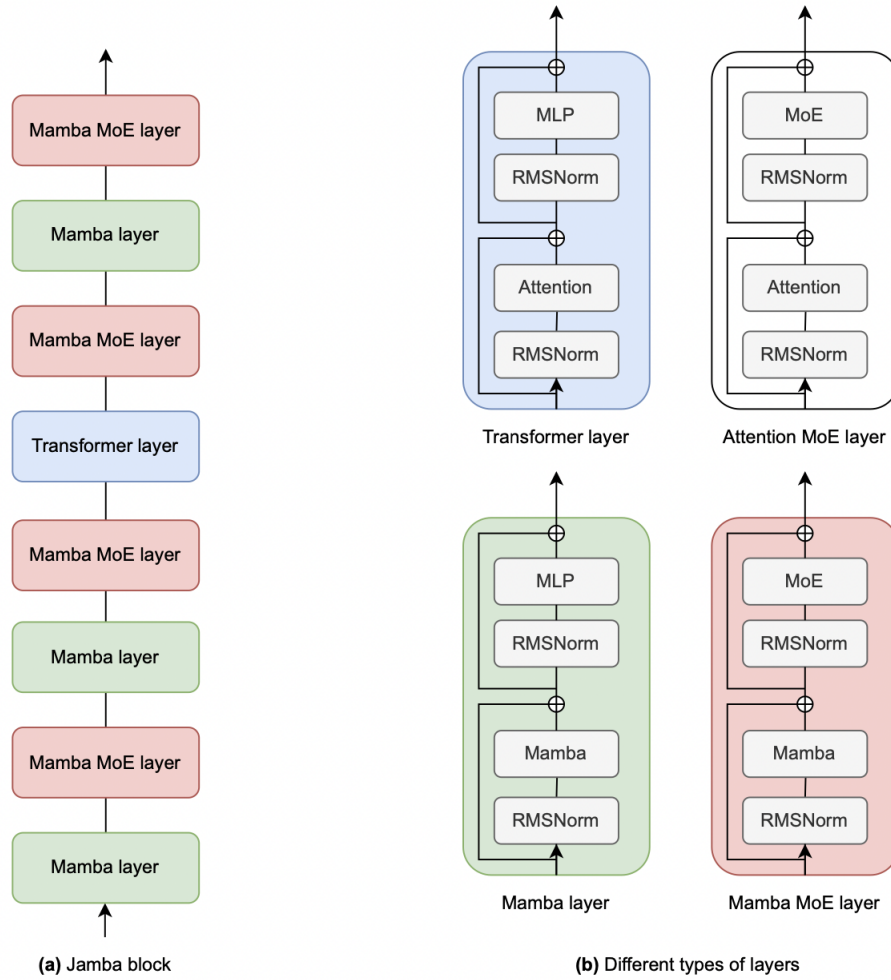 Mamba MoE layer
Mamba layer
Mamba MoE layer
Transformer layer
Mamba MoE layer
Mamba layer
Mamba MoE layer
Mamba layer
(a) Jamba block
MLP
RMSNorm
Attention
RMSNorm
Transformer layer
MoE
RMSNorm
Attention
RMSNorm
Attention MoE layer
MLP
RMSNorm
Mamba
RMSNorm
Mamba layer
MoE
RMSNorm
Mamba
RMSNorm
Mamba MoE layer
(b) Different types of layers